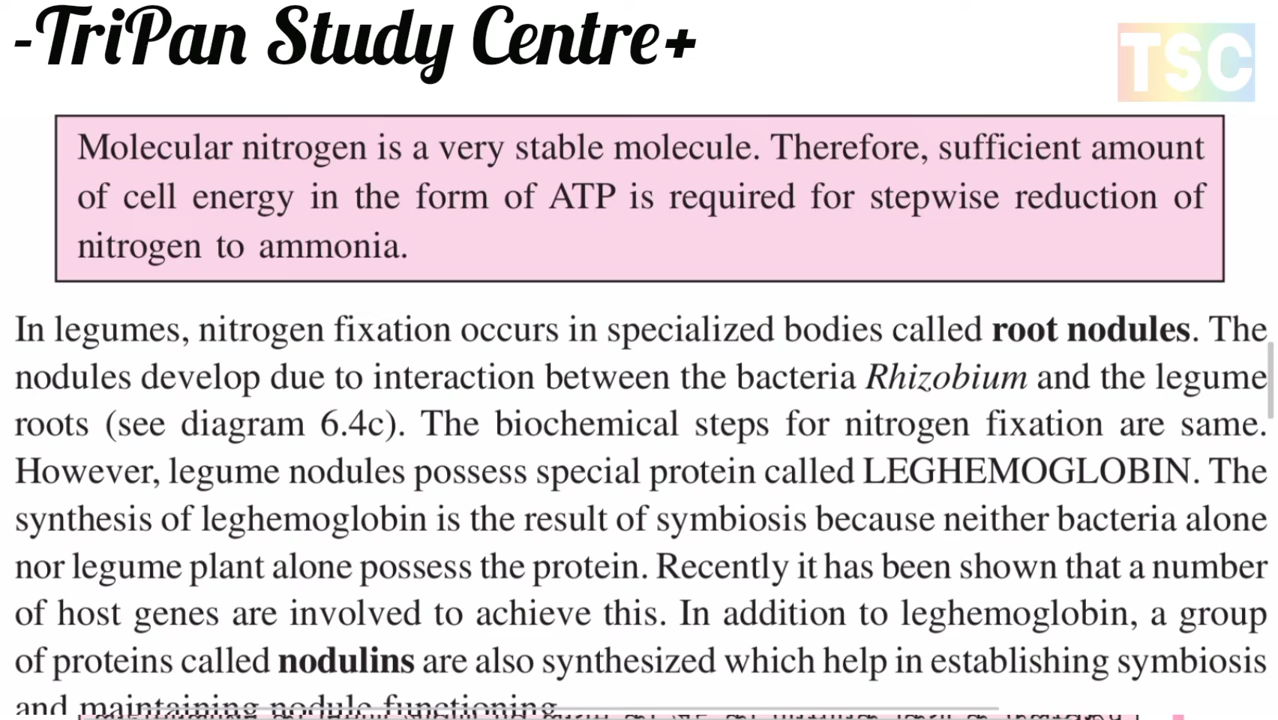 -TriPan Study Centre+
TSC
Molecular nitrogen is a very stable molecule. Therefore, sufficient amount
of cell energy in the form of ATP is required for stepwise reduction of
nitrogen to ammonia.
In legumes, nitrogen fixation occurs in specialized bodies called root nodules. The
nodules develop due to interaction between the bacteria Rhizobium and the legume
roots (see diagram 6.4c). The biochemical steps for nitrogen fixation are same.
However, legume nodules possess special protein called LEGHEMOGLOBIN. The
synthesis of leghemoglobin is the result of symbiosis because neither bacteria alone
nor legume plant alone possess the protein. Recently it has been shown that a number
of host genes are involved to achieve this. In addition to leghemoglobin, a group
of proteins called nodulins are also synthesized which help in establishing symbiosis
and maintaining nodule functioning.